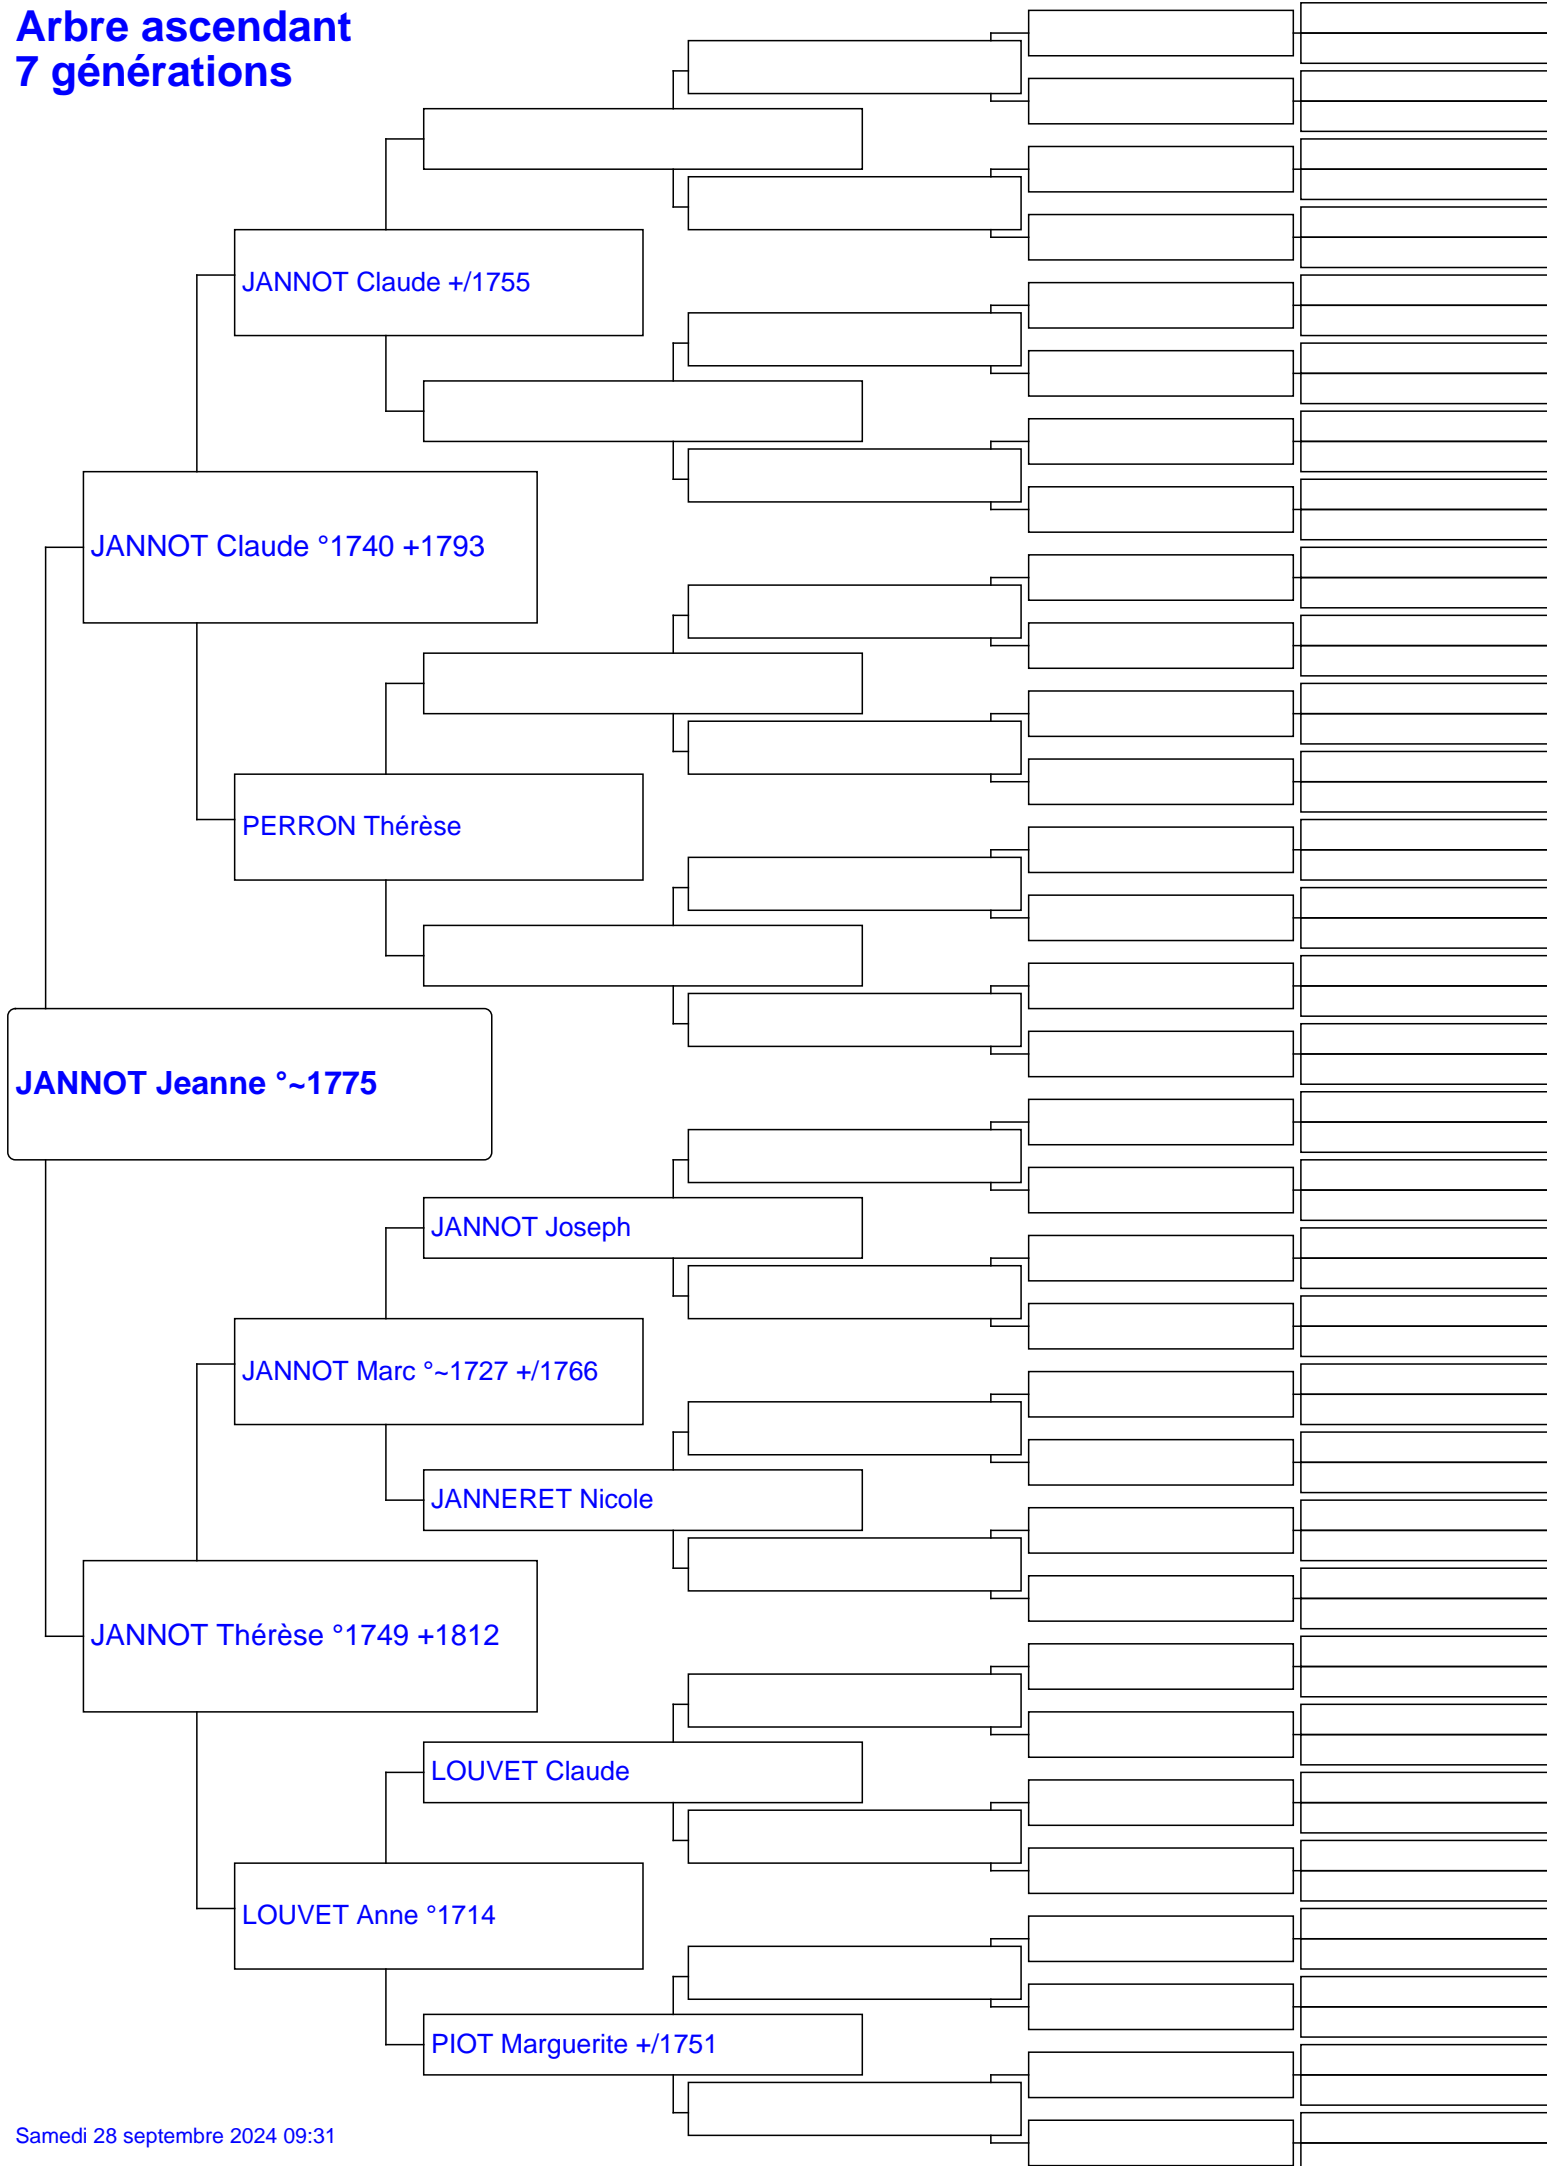 Arbre ascendant
7 générations
JANNOT Claude +/1755
JANNOT Claude °1740 +1793
PERRON Thérèse
JANNOT Jeanne °~1775
JANNOT Joseph
JANNOT Marc °~1727 +/1766
JANNERET Nicole
JANNOT Thérèse °1749 +1812
LOUVET Claude
LOUVET Anne °1714
PIOT Marguerite +/1751
Samedi 28 septembre 2024 09:31